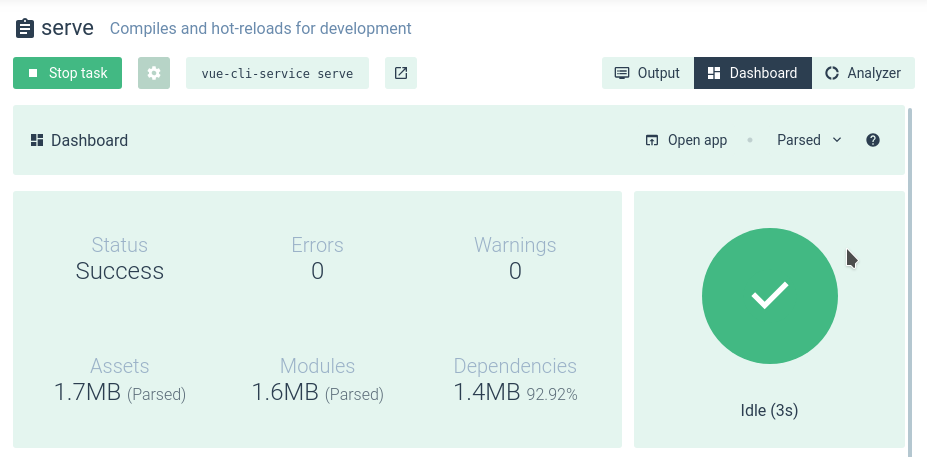 serve Compiles and hot-reloads for development
Stop task vue-cli-service serve Output Dashboard Analyzer
Dashboard Open app Parsed
Status Errors Warnings
Success 0 0
Assets Modules Dependencies
1.7MB (Parsed) 1.6MB (Parsed) 1.4MB 92.92%
Idle (3s)